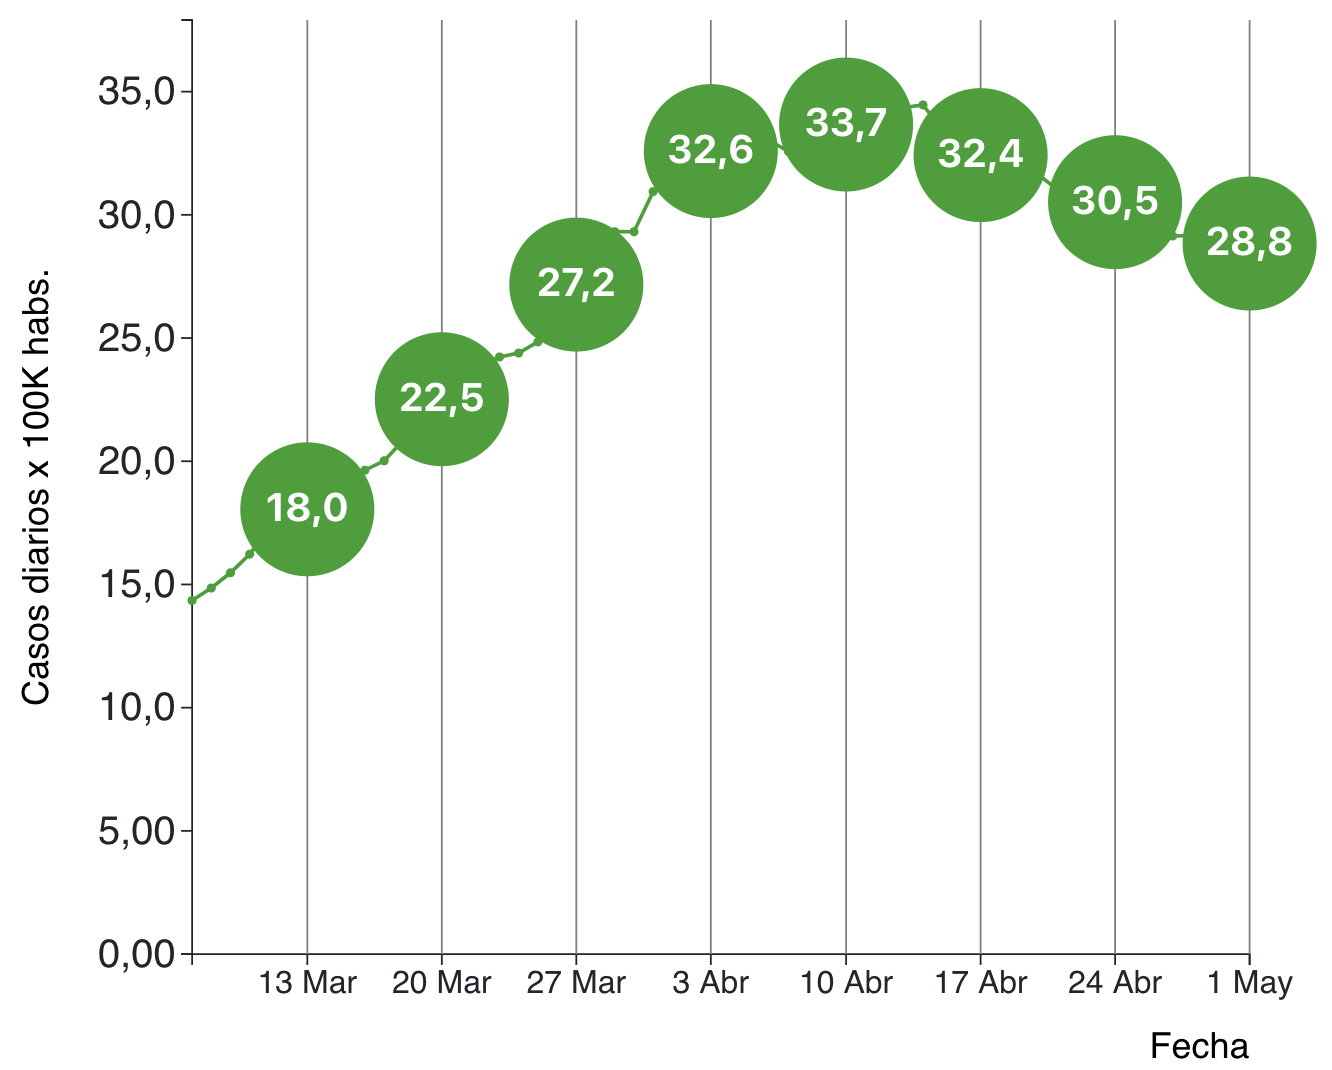 Casos diarios x 100K habs.
35,0
30,0
25,0
20,0
15,0
10,0
5,00
0,00
18,0
22,5
27,2
32,6
33,7
32,4
30,5
28,8
13 Mar
20 Mar
27 Mar
3 Abr
10 Abr
17 Abr
24 Abr
1 May
Fecha